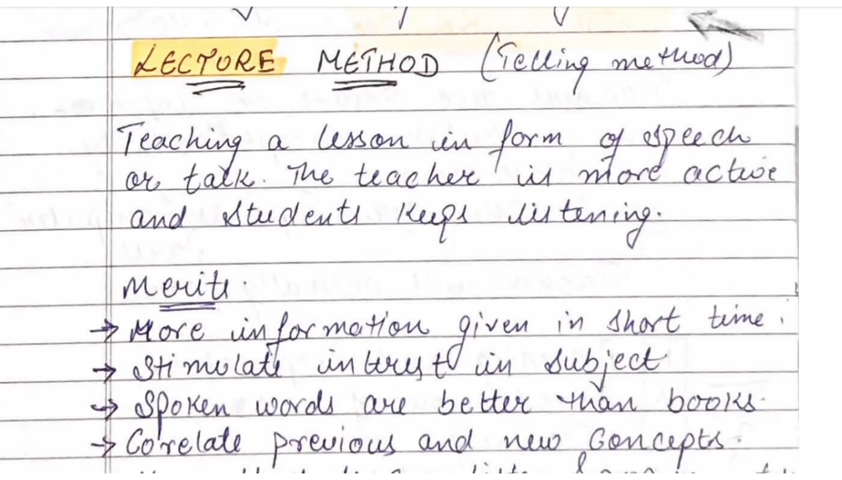 LECTURE METHOD (Telling method)
Teaching a lesson in form of speech
or talk. The teacher is more active
and students keeps listening.
Merits.
→ More information given in short time.
→ Stimulate interest in subject
→ Spoken words are better than books.
→ Corelate previous and new concepts.